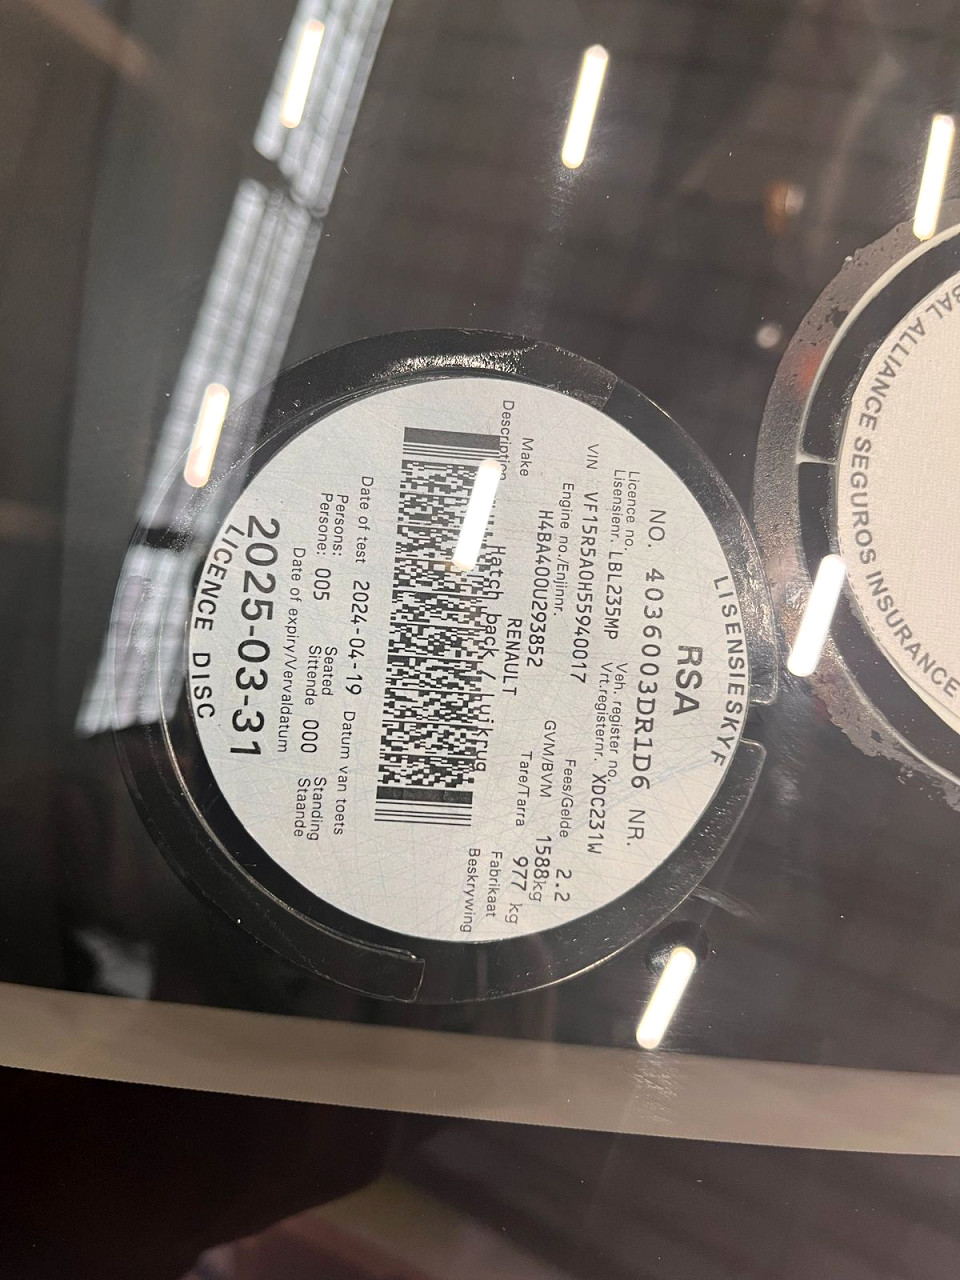 LISENSIESKYF
RSA
NO. 4036003DR1D6 NR.
Licence no. LBL235MP Veh. register no. XDC231W
Lisensienr. Vrt.registernr.
VIN VF15R5A0H55940017 Fees/Gelde 2.2
Engine no./Enjinnr. GVM/BVM 1588kg
H4BA400U293852 Tare/Tarra 977 kg
Make RENAULT Fabrikaat
Description Hatch back / Luikrug Beskrywing
Date of test 2024-04-19 Datum van toets
Persons: 005 Seated 000 Standing
Persone: Sittende Staande
Date of expiry/Vervaldatum
2025-03-31
LICENCE DISC
ALLIANCE SEGUROS INSURANCE